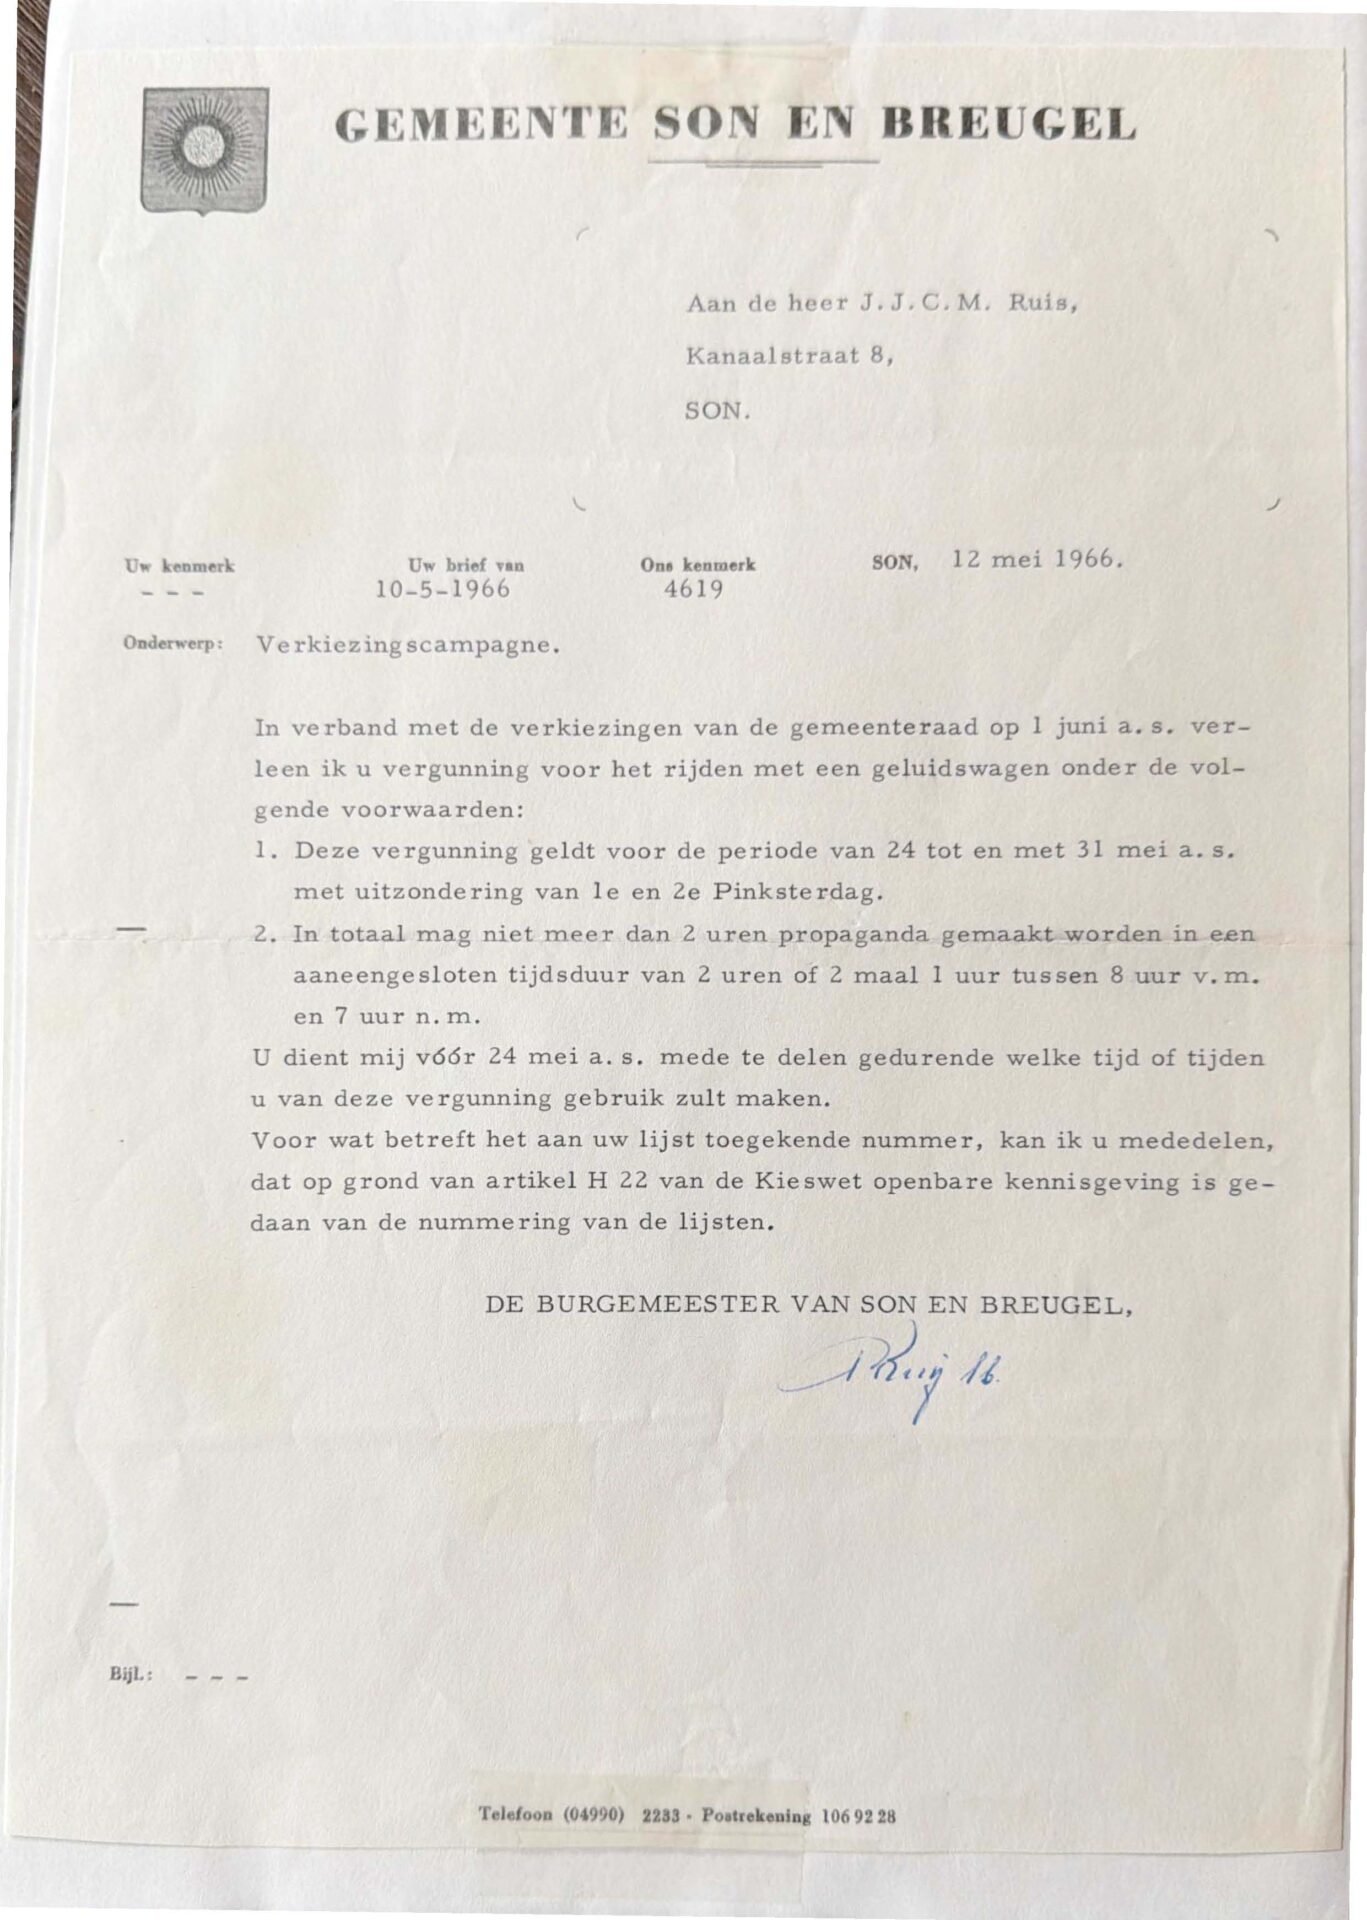 GEMEENTE SON EN BREUGEL
Aan de heer J.J.C.M. Ruis,
Kanaalstraat 8,
SON.
Uw kenmerk Uw brief van Ons kenmerk SON, 12 mei 1966.
- - - 10-5-1966 4619
Onderwerp: Verkiezingscampagne.
In verband met de verkiezingen van de gemeenteraad op 1 juni a.s. ver-
leen ik u vergunning voor het rijden met een geluidswagen onder de vol-
gende voorwaarden:
1. Deze vergunning geldt voor de periode van 24 tot en met 31 mei a.s.
met uitzondering van 1e en 2e Pinksterdag.
2. In totaal mag niet meer dan 2 uren propaganda gemaakt worden in een
aaneengesloten tijdsduur van 2 uren of 2 maal 1 uur tussen 8 uur v.m.
en 7 uur n.m.
U dient mij vóór 24 mei a.s. mede te delen gedurende welke tijd of tijden
u van deze vergunning gebruik zult maken.
Voor wat betreft het aan uw lijst toegekende nummer, kan ik u mededelen,
dat op grond van artikel H 22 van de Kieswet openbare kennisgeving is ge-
daan van de nummering van de lijsten.
DE BURGEMEESTER VAN SON EN BREUGEL,
Bijl.: - - -
Telefoon (04990) 2233 - Postrekening 106 92 28